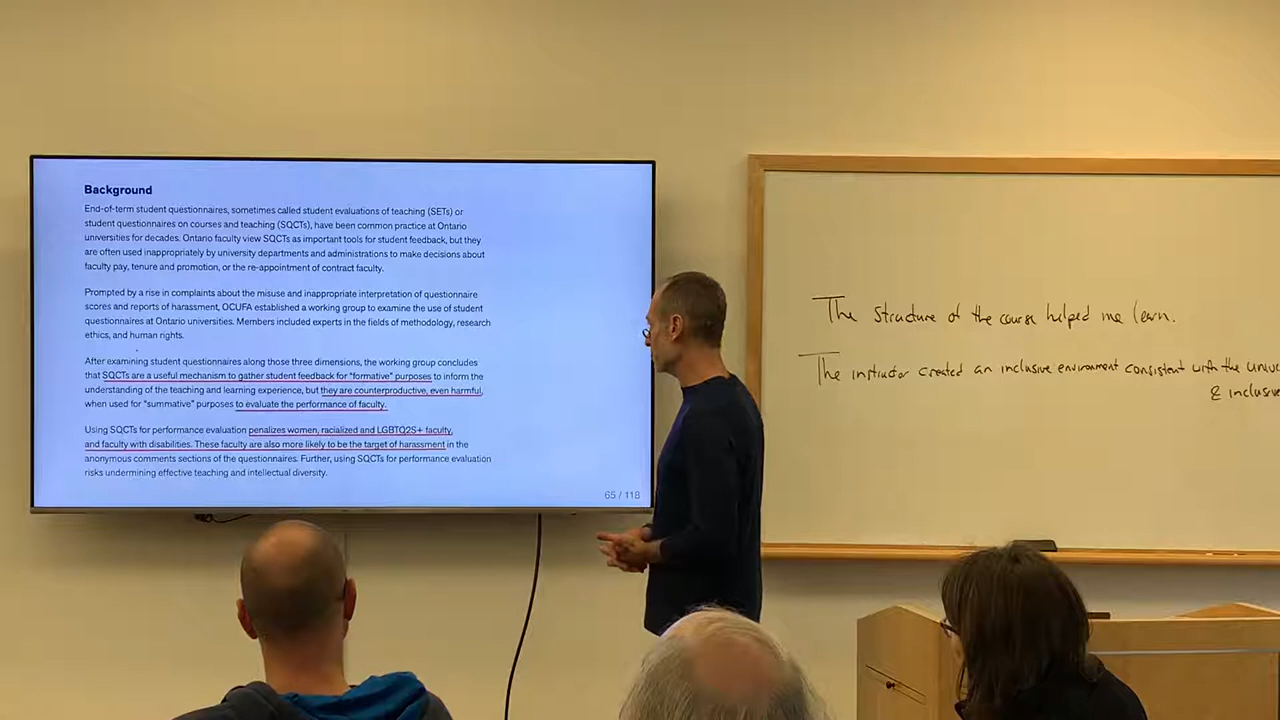 Background
End-of-term student questionnaires, sometimes called student evaluations of teaching (SETs) or
student questionnaires on courses and teaching (SQCTs), have been common practice at Ontario
universities for decades. Ontario faculty view SQCTs as important tools for student feedback, but they
are often used inappropriately by university departments and administrations to make decisions about
faculty pay, tenure and promotion, or the re-appointment of contract faculty.
Prompted by a rise in complaints about the misuse and inappropriate interpretation of questionnaire
scores and reports of harassment, OCUFA established a working group to examine the use of student
questionnaires at Ontario universities. Members included experts in the fields of methodology, research
ethics, and human rights.
After examining student questionnaires along those three dimensions, the working group concludes
that SQCTs are a useful mechanism to gather student feedback for "formative" purposes to inform the
understanding of the teaching and learning experience, but they are counterproductive, even harmful,
when used for "summative" purposes to evaluate the performance of faculty.
Using SQCTs for performance evaluation penalizes women, racialized and LGBTQ2S+ faculty,
and faculty with disabilities. These faculty are also more likely to be the target of harassment in the
anonymous comments sections of the questionnaires. Further, using SQCTs for performance evaluation
risks undermining effective teaching and intellectual diversity.
65 / 118
The structure of the course helped me learn.
The instructor created an inclusive environment consistent with the
& inclusive